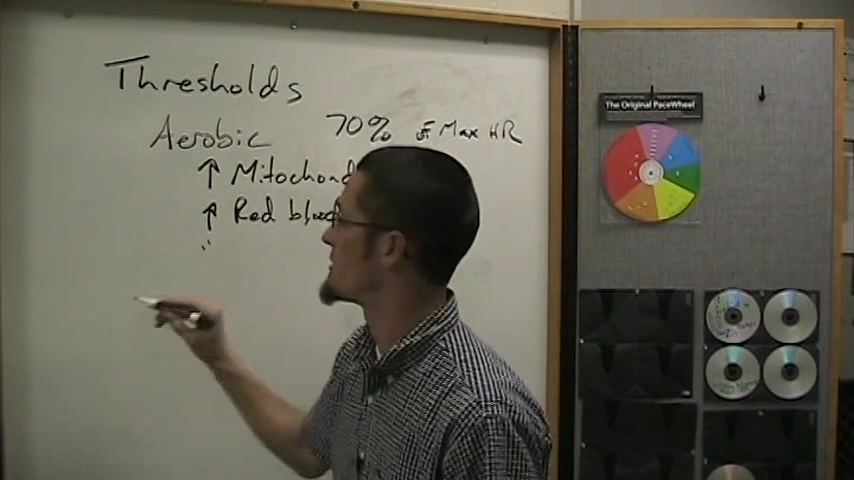 Thresholds
Aerobic 70% of Max HR
↑ Mitochond
↑ Red blood
The Original PaceWheel